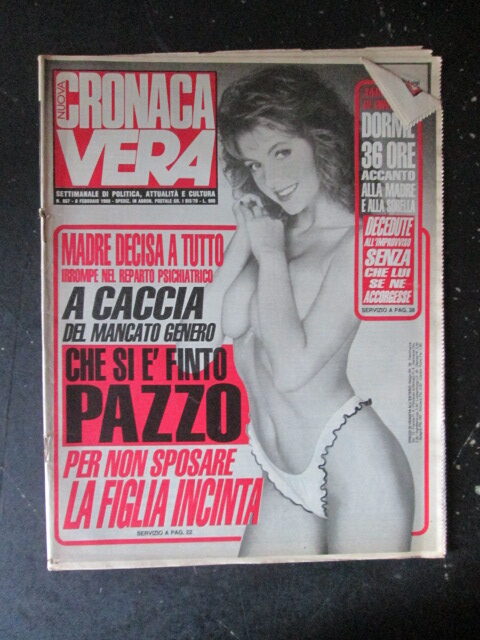 NUOVA
CRONACA
VERA
SETTIMANALE DI POLITICA, ATTUALITÀ E CULTURA
MADRE DECISA A TUTTO
IRROMPE NEL REPARTO PSICHIATRICO
A CACCIA
DEL MANCATO GENERO
CHE SI E' FINTO
PAZZO
PER NON SPOSARE
LA FIGLIA INCINTA
SERVIZIO A PAG. 22
DORME
36 ORE
ACCANTO
ALLA MADRE
E ALLA SORELLA
DECEDUTE
ALL'IMPROVVISO
SENZA
CHE LUI
SE NE
ACCORGESSE
SERVIZIO A PAG. 38